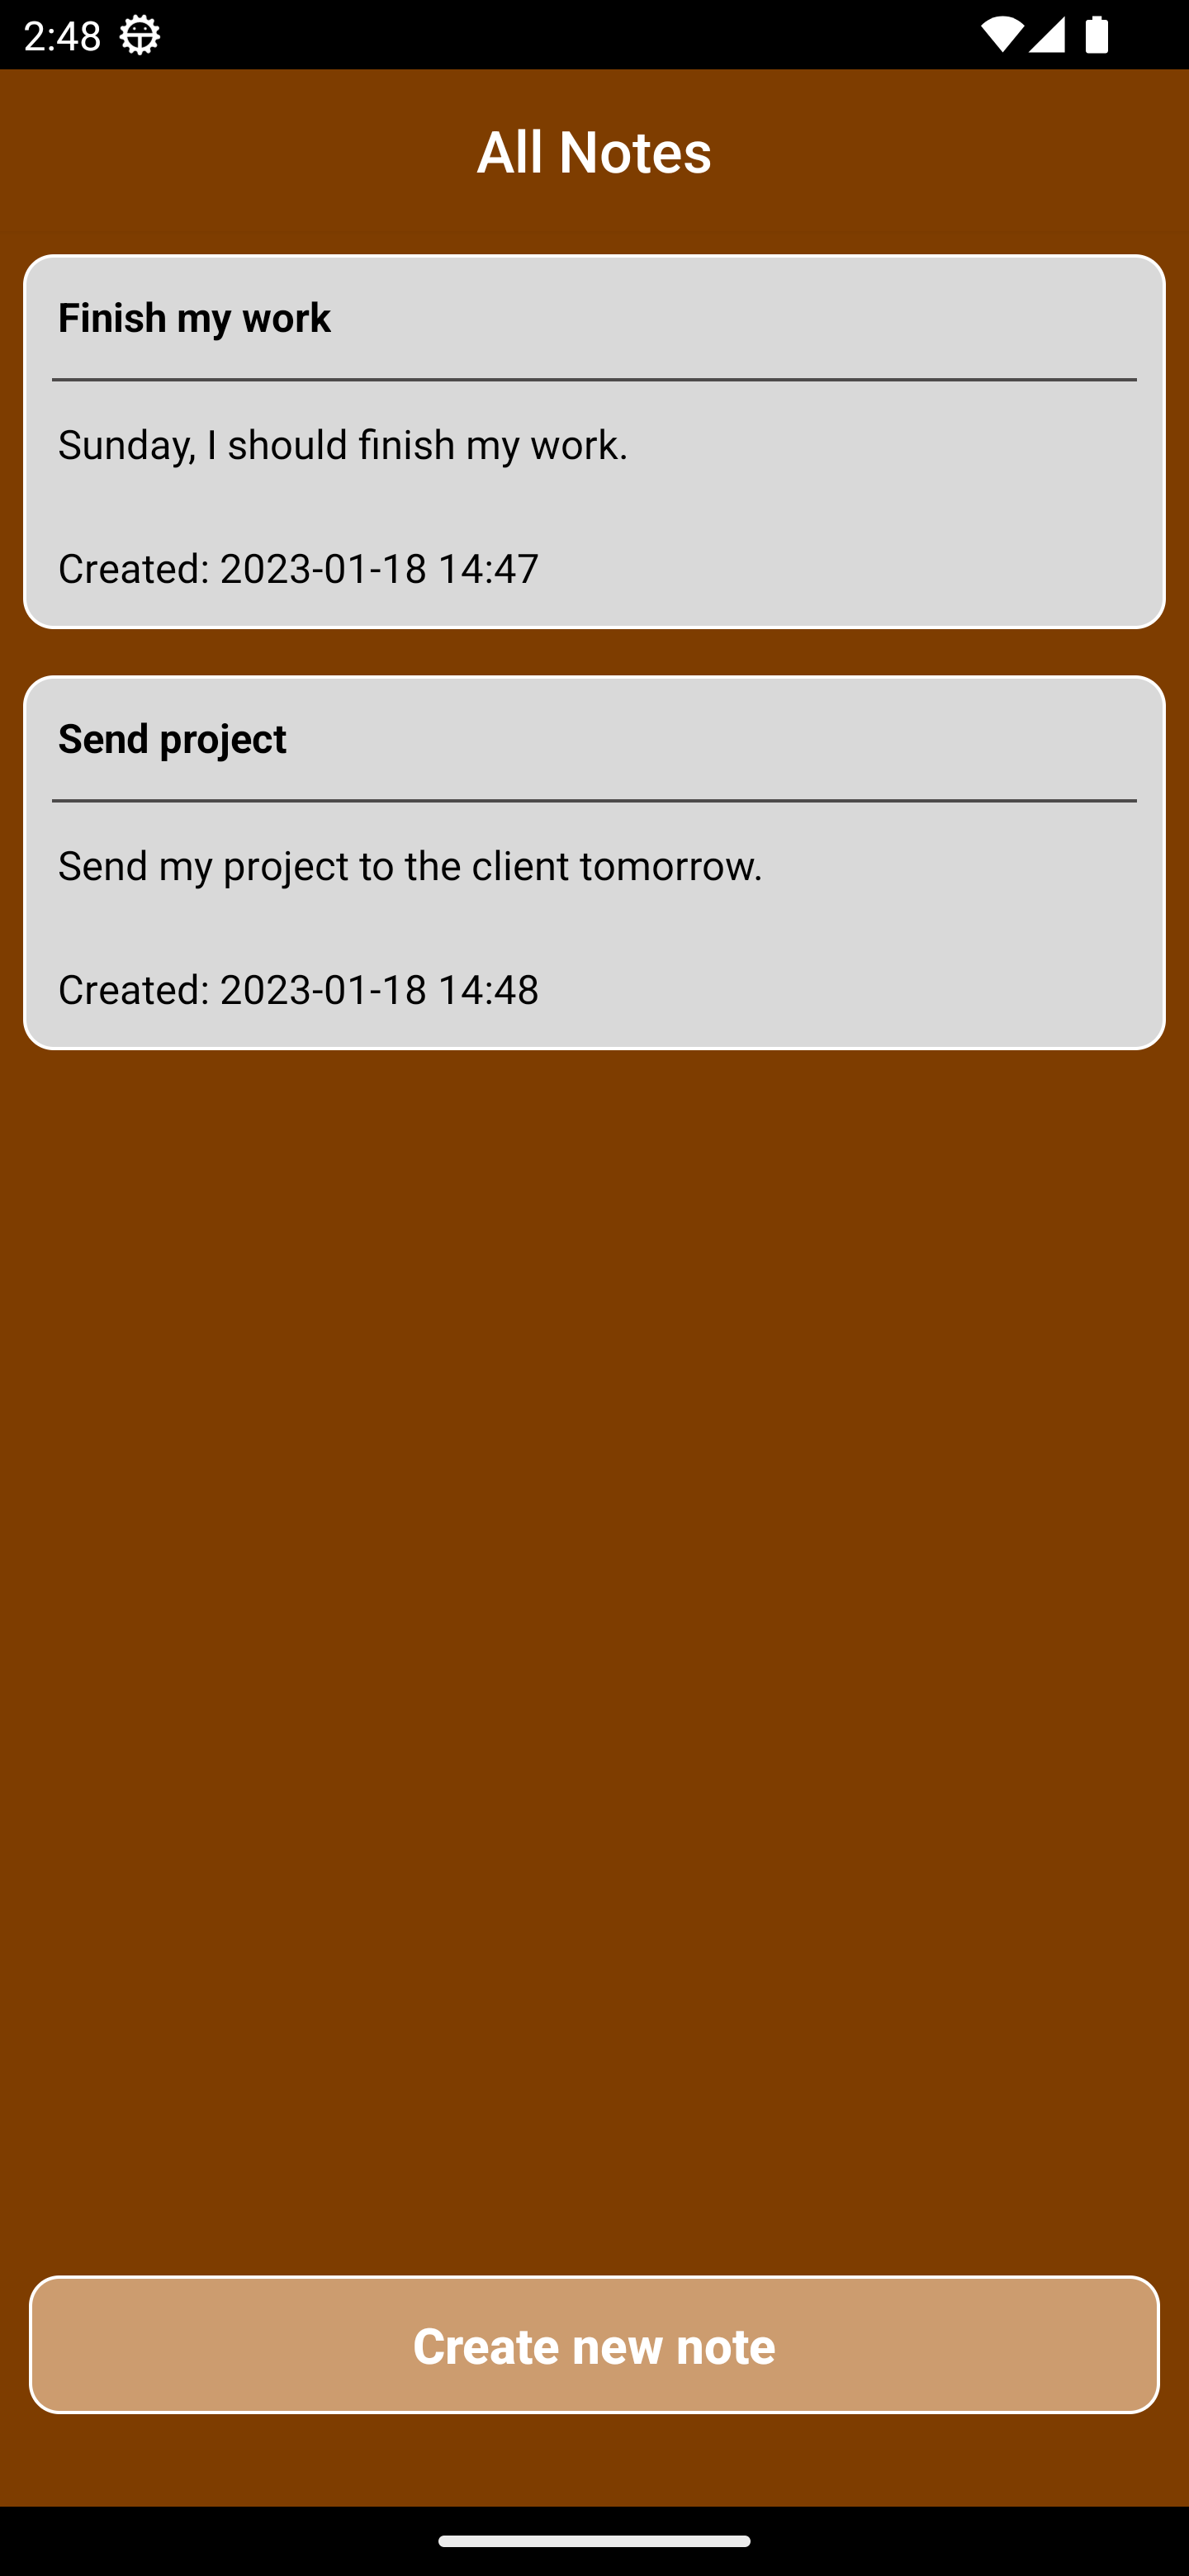 2:48
All Notes
Finish my work
Sunday, I should finish my work.
Created: 2023-01-18 14:47
Send project
Send my project to the client tomorrow.
Created: 2023-01-18 14:48
Create new note